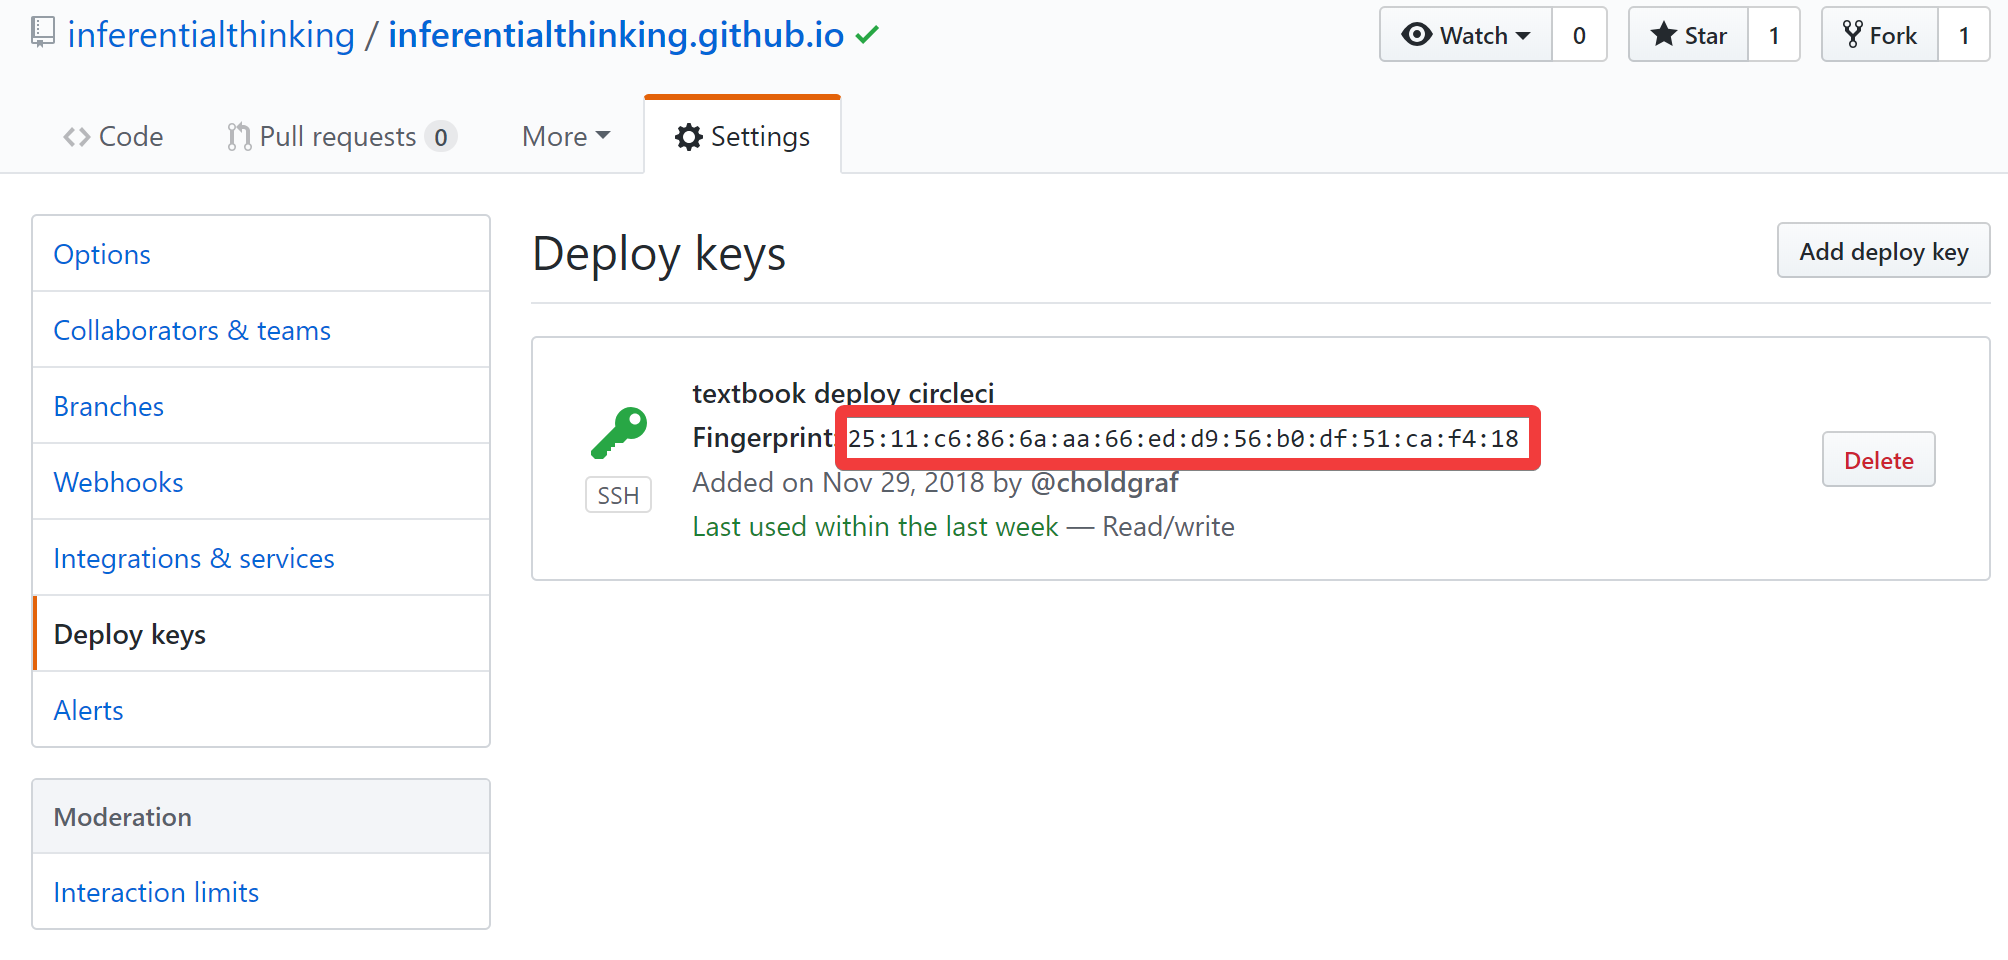 inferentialthinking / inferentialthinking.github.io
Watch 0
Star 1
Fork 1
Code
Pull requests 0
More
Settings
Options
Collaborators & teams
Branches
Webhooks
Integrations & services
Deploy keys
Alerts
Moderation
Interaction limits
Deploy keys
Add deploy key
textbook deploy circleci
Fingerprint: 25:11:c6:86:6a:aa:66:ed:d9:56:b0:df:51:ca:f4:18
SSH
Added on Nov 29, 2018 by @choldgraf
Last used within the last week — Read/write
Delete